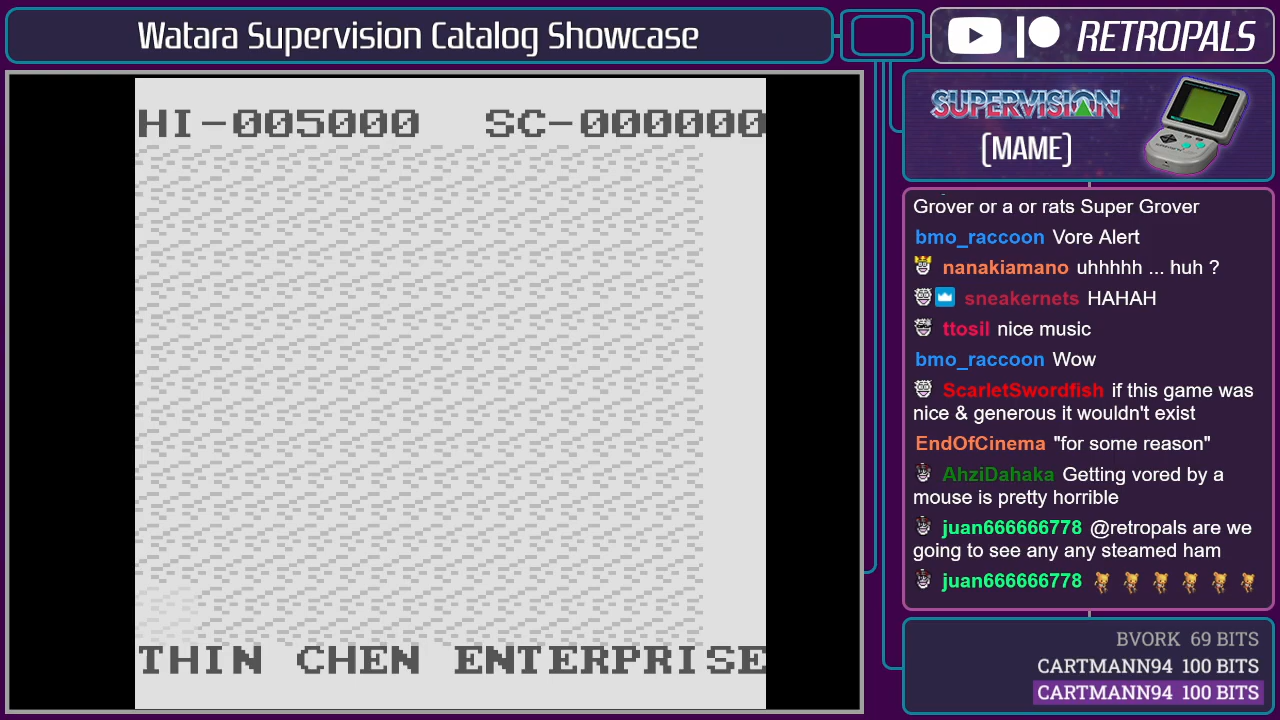 Watara Supervision Catalog Showcase
RETROPALS
HI-005000 SC-000000
THIN CHEN ENTERPRISE
SUPERVISION
[MAME]
Grover or a or rats Super Grover
bmo_raccoon Vore Alert
nanakiamano uhhhhh ... huh ?
sneakernets HAHAH
ttosil nice music
bmo_raccoon Wow
ScarletSwordfish if this game was
nice & generous it wouldn't exist
EndOfCinema "for some reason"
AhziDahaka Getting vored by a
mouse is pretty horrible
juan666666778 @retropals are we
going to see any any steamed ham
juan666666778
BVORK 69 BITS
CARTMANN94 100 BITS
CARTMANN94 100 BITS